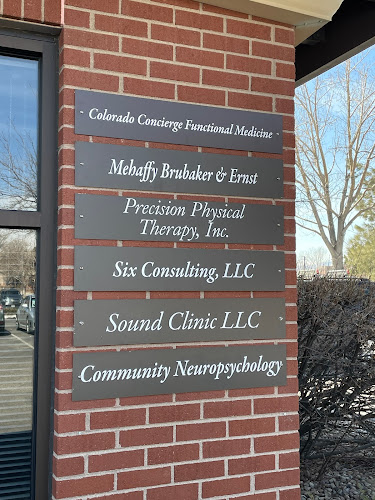 Colorado Concierge Functional Medicine
Mehaffy Brubaker & Ernst
Precision Physical
Therapy, Inc.
Six Consulting, LLC
Sound Clinic LLC
Community Neuropsychology